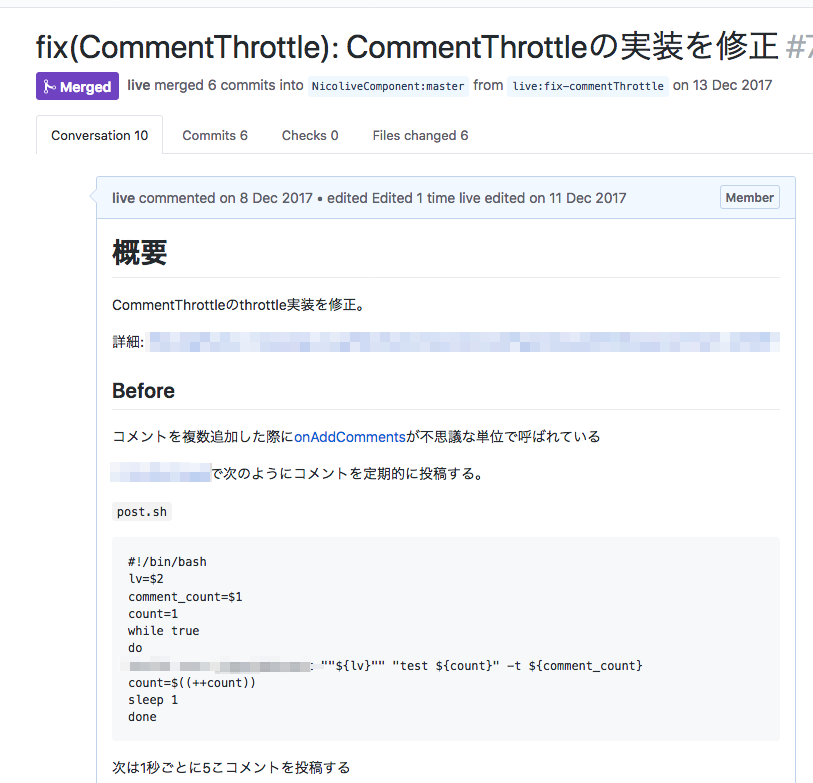 fix(CommentThrottle): CommentThrottleの実装を修正 #7
Merged live merged 6 commits into NicoliveComponent:master from live:fix-commentThrottle on 13 Dec 2017
Conversation 10 Commits 6 Checks 0 Files changed 6
live commented on 8 Dec 2017 • edited Edited 1 time live edited on 11 Dec 2017 Member
概要
CommentThrottleのthrottle実装を修正。
詳細:
Before
コメントを複数追加した際にonAddCommentsが不思議な単位で呼ばれている
で次のようにコメントを定期的に投稿する。
post.sh
#!/bin/bash
lv=$2
comment_count=$1
count=1
while true
do
""${lv}"" "test ${count}" -t ${comment_count}
count=$((++count))
sleep 1
done
次は1秒ごとに5こコメントを投稿する